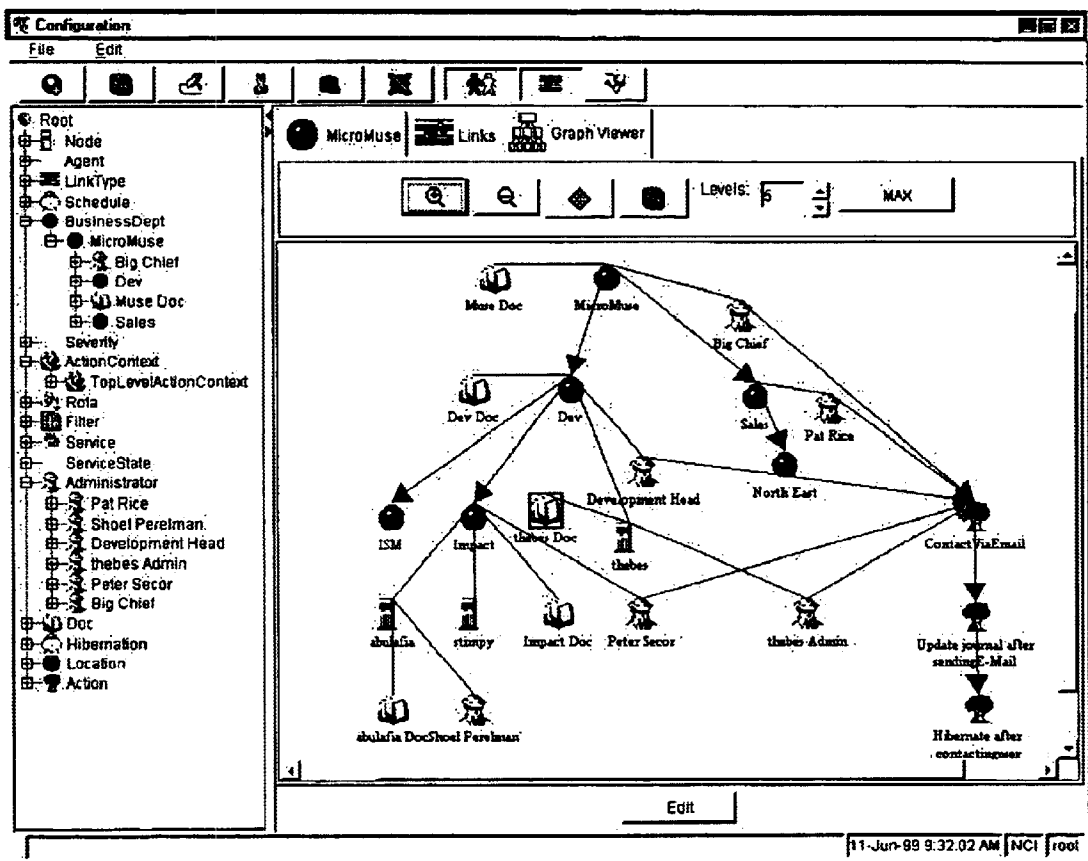 Configuration
File Edit
Root
Node
Agent
LinkType
Schedule
BusinessDept
MicroMuse
Big Chief
Dev
Muse Doc
Sales
Severity
ActionContext
TopLevelActionContext
Rota
Filter
Service
ServiceState
Administrator
Pat Rice
Shoel Perelman
Development Head
thebes Admin
Peter Secor
Big Chief
Doc
Hibernation
Location
Action
MicroMuse Links Graph Viewer
Levels: 5 MAX
Muse Doc MicroMuse
Big Chief
Dev Doc Dev Sales Pat Rice
Development Head North East
ISM Impact thebes Doc ContactViaEmail
thebes
abulafia stimpy Impact Doc Peter Secor thebes Admin Update journal after
sendingE-Mail
abulafia Doc Shoel Perelman Hibernate after
contactinguser
Edit
11-Jun-99 9:32.02 AM NCI root